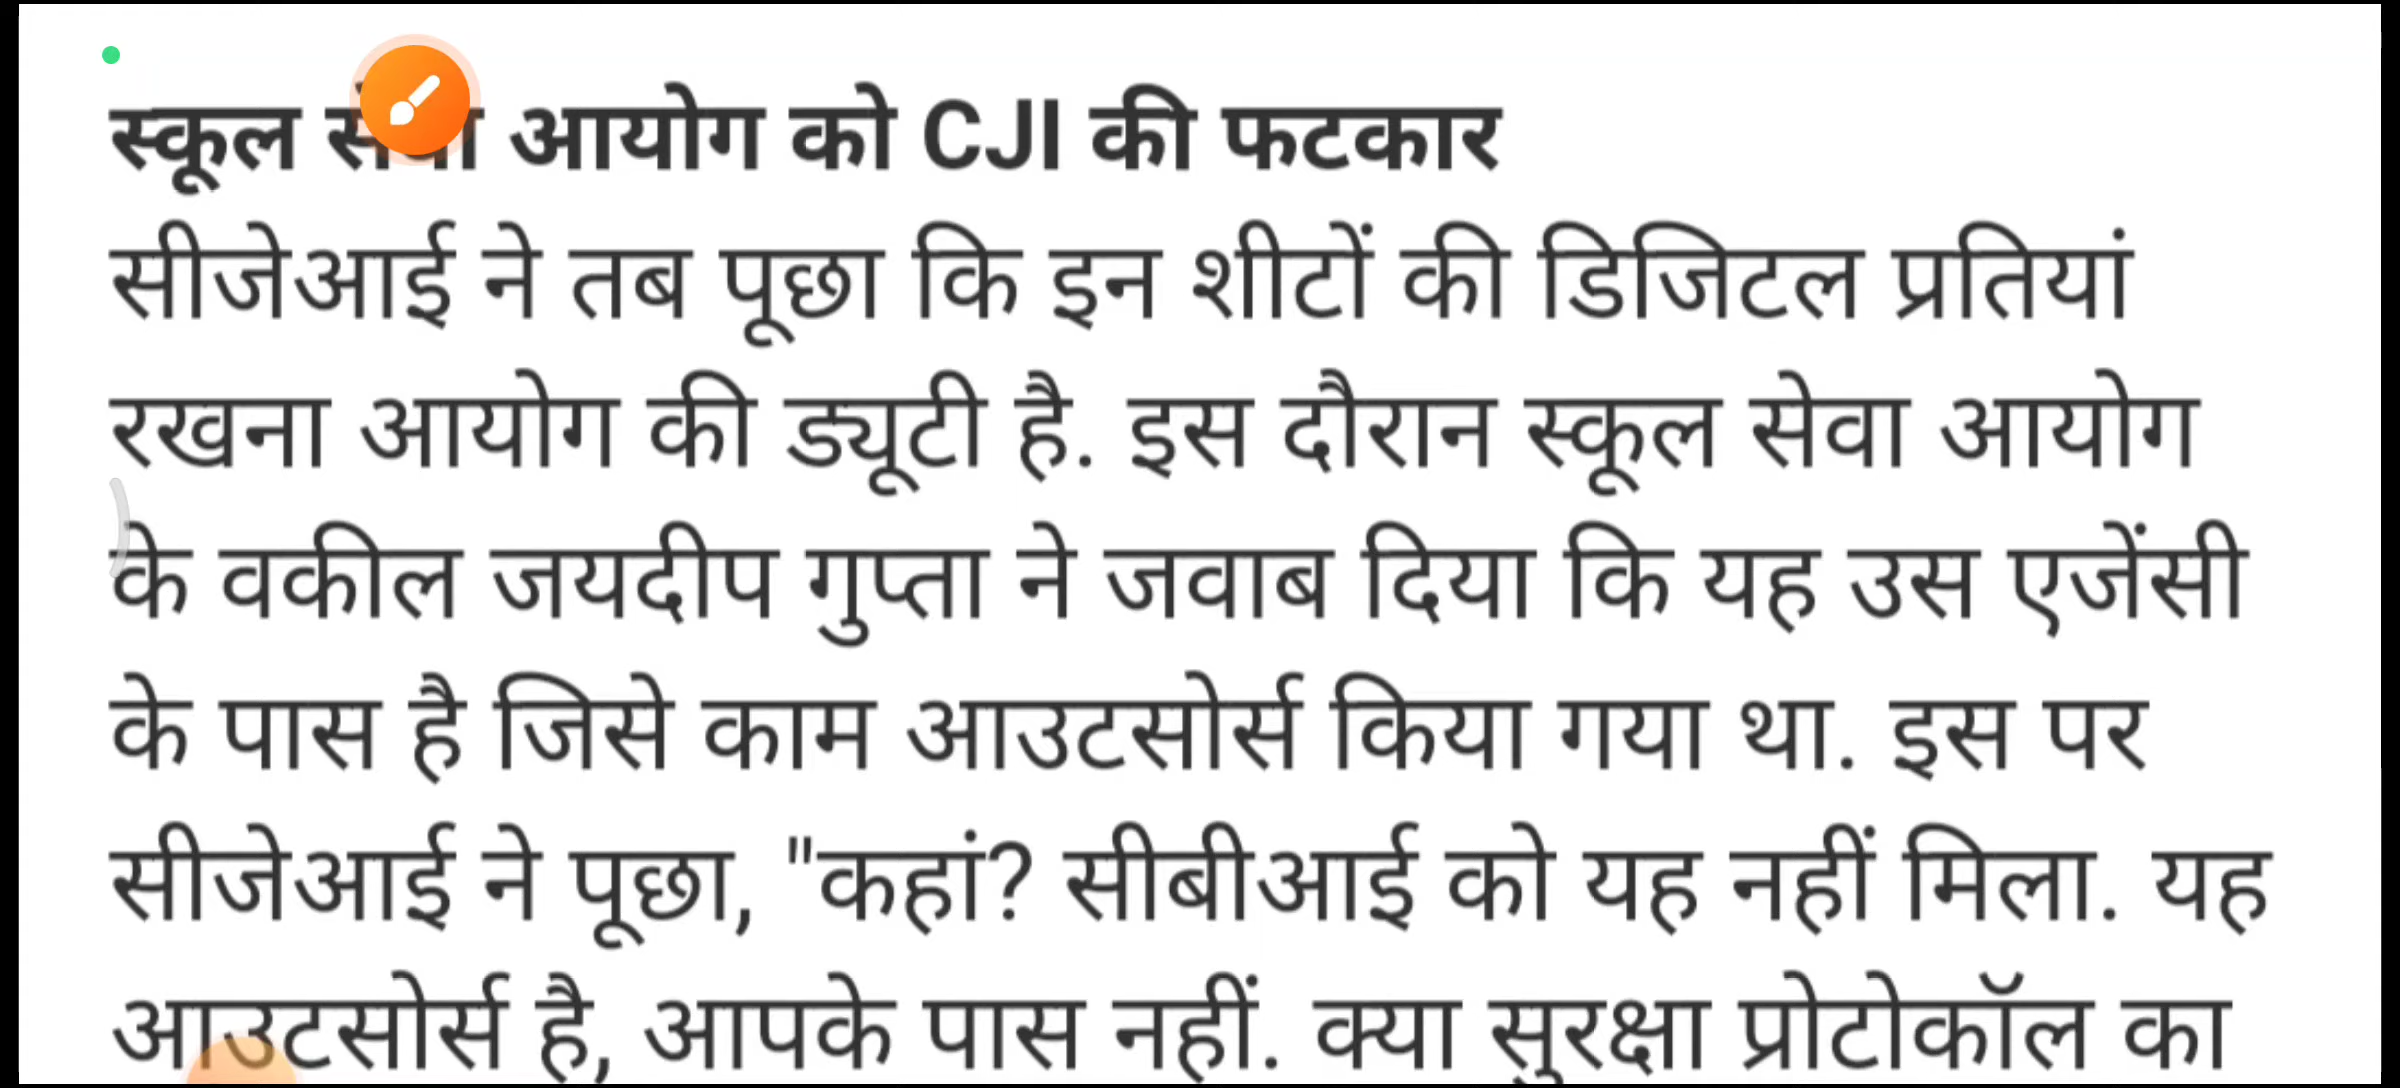 स्कूल सेवा आयोग को CJI की फटकार
सीजेआई ने तब पूछा कि इन शीटों की डिजिटल प्रतियां
रखना आयोग की ड्यूटी है. इस दौरान स्कूल सेवा आयोग
के वकील जयदीप गुप्ता ने जवाब दिया कि यह उस एजेंसी
के पास है जिसे काम आउटसोर्स किया गया था. इस पर
सीजेआई ने पूछा, "कहां? सीबीआई को यह नहीं मिला. यह
आउटसोर्स है, आपके पास नहीं. क्या सुरक्षा प्रोटोकॉल का